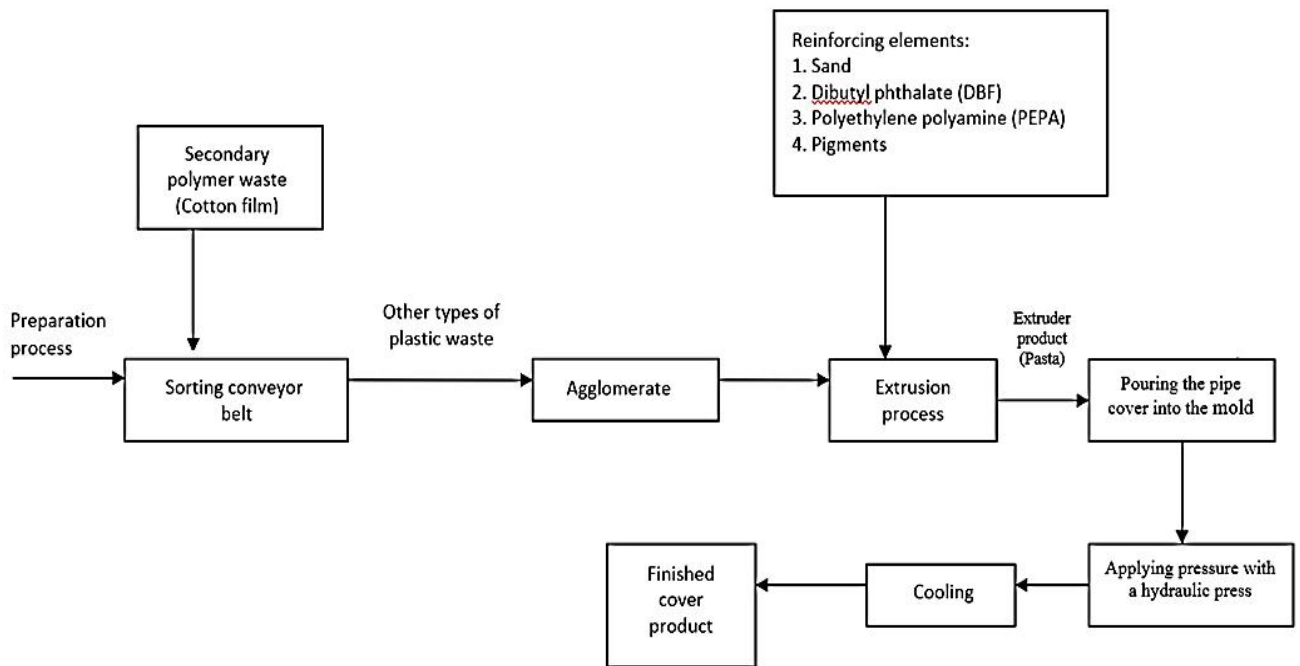 Reinforcing elements:
1. Sand
2. Dibutyl phthalate (DBF)
3. Polyethylene polyamine (PEPA)
4. Pigments
Secondary
polymer waste
(Cotton film)
Preparation
process
Sorting conveyor
belt
Other types of
plastic waste
Agglomerate
Extrusion
process
Extruder
product
(Pasta)
Pouring the pipe
cover into the mold
Applying pressure with
a hydraulic press
Cooling
Finished
cover
product